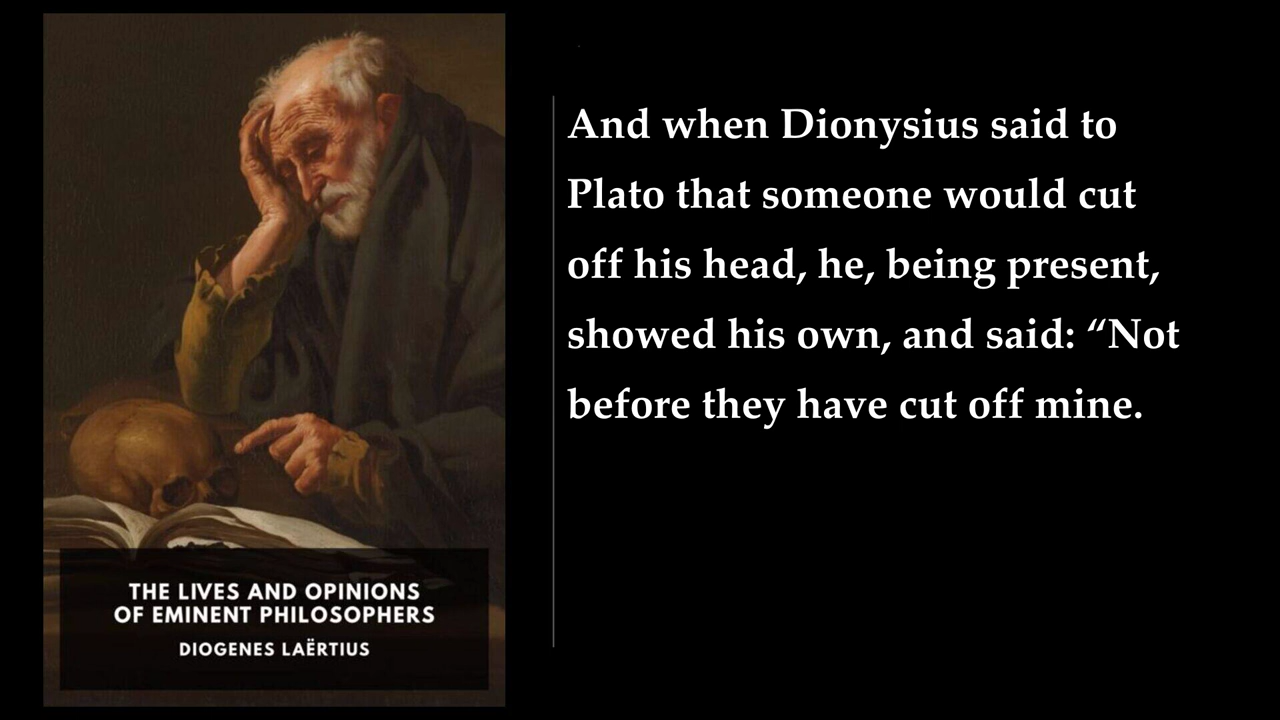 THE LIVES AND OPINIONS
OF EMINENT PHILOSOPHERS
DIOGENES LAËRTIUS
And when Dionysius said to
Plato that someone would cut
off his head, he, being present,
showed his own, and said: “Not
before they have cut off mine.